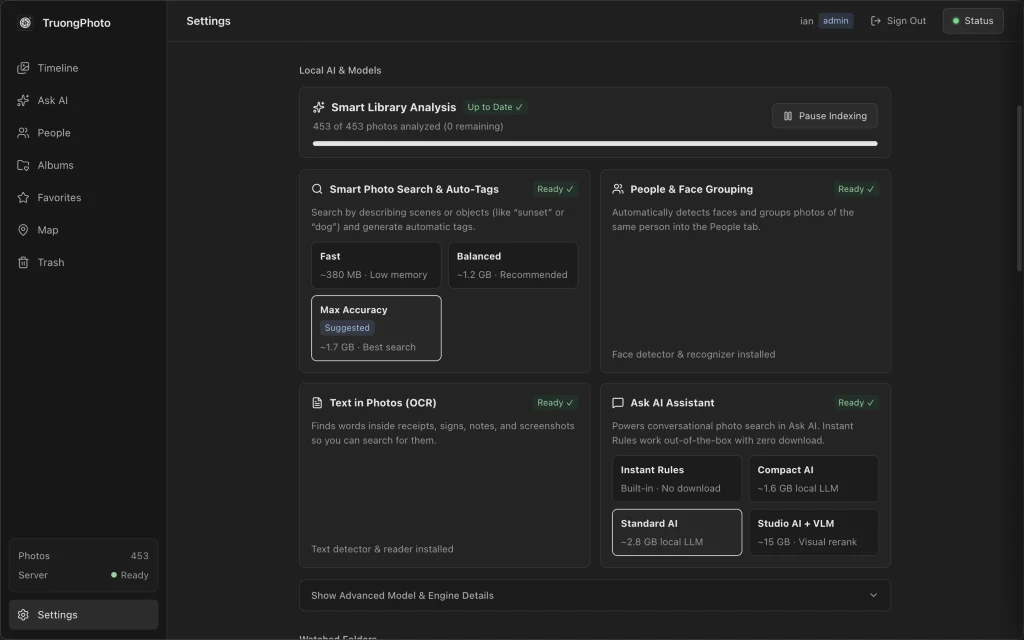 TruongPhoto
Settings
ian admin Sign Out Status
Timeline
Ask AI
People
Albums
Favorites
Map
Trash
Photos 453
Server Ready
Settings
Local AI & Models
Smart Library Analysis Up to Date ✓
453 of 453 photos analyzed (0 remaining)
Pause Indexing
Smart Photo Search & Auto-Tags Ready ✓
Search by describing scenes or objects (like “sunset” or
“dog”) and generate automatic tags.
Fast
~380 MB · Low memory
Balanced
~1.2 GB · Recommended
Max Accuracy
Suggested
~1.7 GB · Best search
People & Face Grouping Ready ✓
Automatically detects faces and groups photos of the
same person into the People tab.
Face detector & recognizer installed
Text in Photos (OCR) Ready ✓
Finds words inside receipts, signs, notes, and screenshots
so you can search for them.
Text detector & reader installed
Ask AI Assistant Ready ✓
Powers conversational photo search in Ask AI. Instant
Rules work out-of-the-box with zero download.
Instant Rules
Built-in · No download
Compact AI
~1.6 GB local LLM
Standard AI
~2.8 GB local LLM
Studio AI + VLM
~15 GB · Visual rerank
Show Advanced Model & Engine Details
Watched Folders